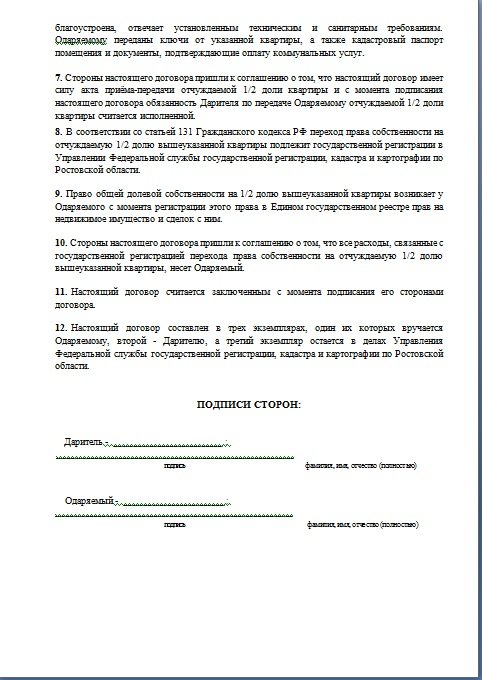 благоустроена, отвечает установленным техническим и санитарным требованиям.
Одаряемому переданы ключи от указанной квартиры, а также кадастровый паспорт
помещения и документы, подтверждающие оплату коммунальных услуг.
7. Стороны настоящего договора пришли к соглашению о том, что настоящий договор имеет
силу акта приёма-передачи отчуждаемой 1/2 доли квартиры и с момента подписания
настоящего договора обязанность Дарителя по передаче Одаряемому отчуждаемой 1/2 доли
квартиры считается исполненной.
8. В соответствии со статьей 131 Гражданского кодекса РФ переход права собственности на
отчуждаемую 1/2 долю вышеуказанной квартиры подлежит государственной регистрации в
Управлении Федеральной службы государственной регистрации, кадастра и картографии по
Ростовской области.
9. Право общей долевой собственности на 1/2 долю вышеуказанной квартиры возникает у
Одаряемого с момента регистрации этого права в Едином государственном реестре прав на
недвижимое имущество и сделок с ним.
10. Стороны настоящего договора пришли к соглашению о том, что все расходы, связанные с
государственной регистрацией перехода права собственности на отчуждаемую 1/2 долю
вышеуказанной квартиры, несет Одаряемый.
11. Настоящий договор считается заключенным с момента подписания его сторонами
договора.
12. Настоящий договор составлен в трех экземплярах, один их которых вручается
Одаряемому, второй - Дарителю, а третий экземпляр остается в делах Управления
Федеральной службы государственной регистрации, кадастра и картографии по Ростовской
области.
ПОДПИСИ СТОРОН:
Даритель -
подпись фамилия, имя, отчество (полностью)
Одаряемый -
подпись фамилия, имя, отчество (полностью)